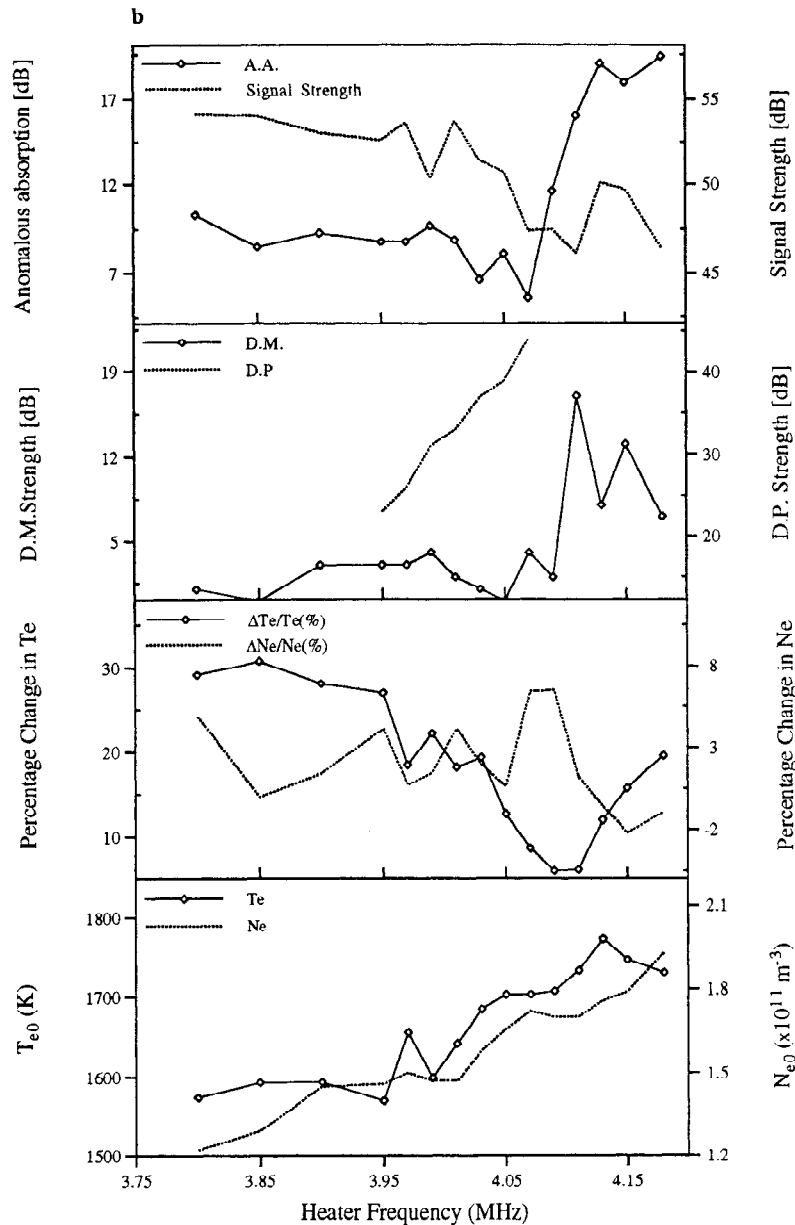 b
A.A.
Signal Strength
Anomalous absorption [dB]
17
12
7
Signal Strength [dB]
55
50
45
D.M.
D.P
D.M.Strength [dB]
19
12
5
D.P. Strength [dB]
40
30
20
ΔTe/Te(%)
ΔNe/Ne(%)
Percentage Change in Te
30
20
10
Percentage Change in Ne
8
3
-2
Te
Ne
Te0 (K)
1800
1700
1600
1500
Ne0 (x10^11 m^-3)
2.1
1.8
1.5
1.2
3.75
3.85
3.95
4.05
4.15
Heater Frequency (MHz)